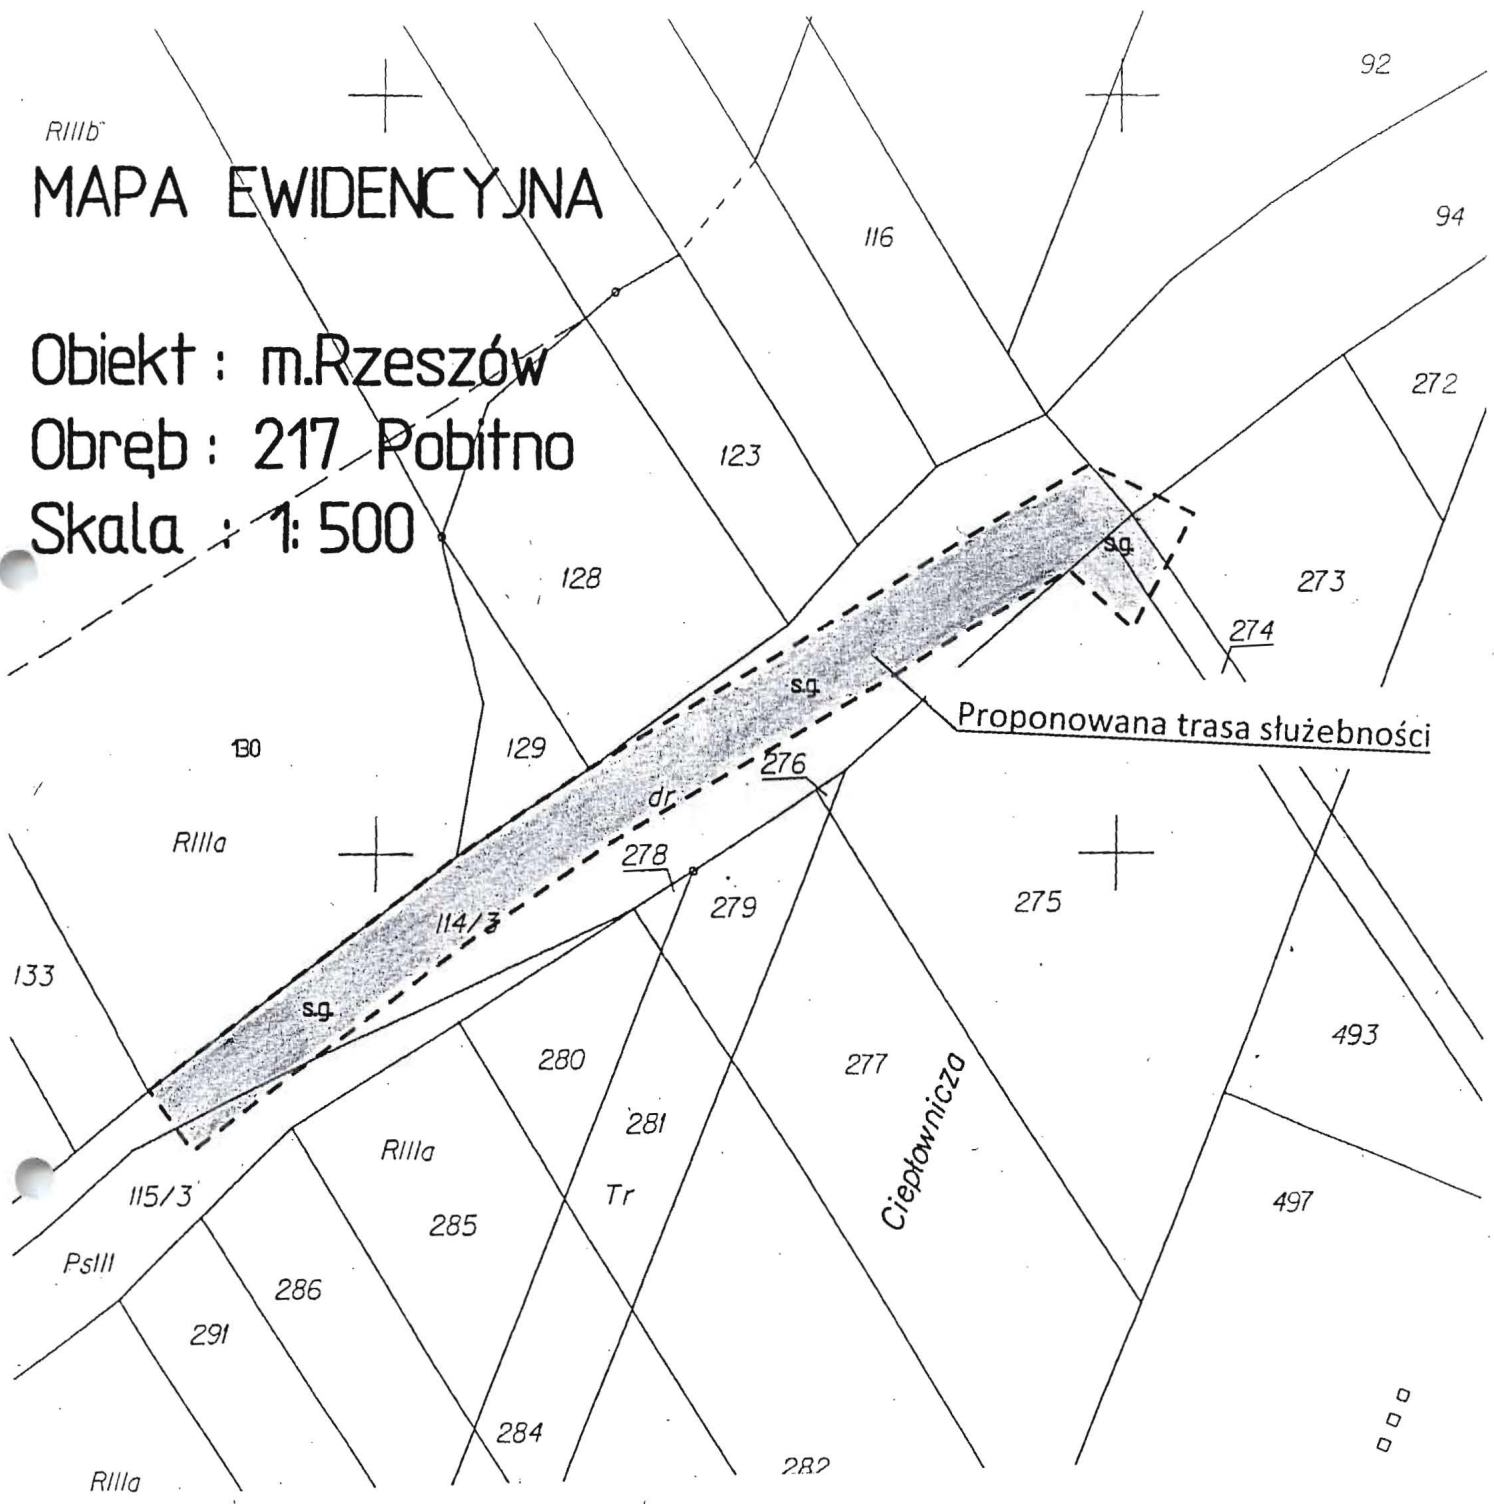 92
RIIIb
MAPA EWIDENCYJNA
94
116
Obiekt : m.Rzeszów
272
Obręb : 217 Pobitno
123
Skala : 1:500
s.g.
128
273
274
s.g.
Proponowana trasa służebności
130
129
276
dr
RIIIa
278
279
275
114/3
133
s.g.
493
280
277
Ciepłownicza
281
RIIIa
115/3
Tr
497
285
PsIII
286
291
284
282
RIIIa